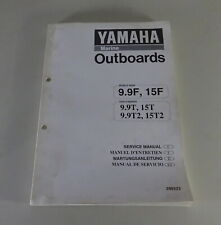 YAMAHA
Marine
Outboards
9.9F, 15F
9.9T, 15T
9.9T2, 15T2
SERVICE MANUAL
MANUEL D'ENTRETIEN
WARTUNGSANLEITUNG
MANUAL DE SERVICIO